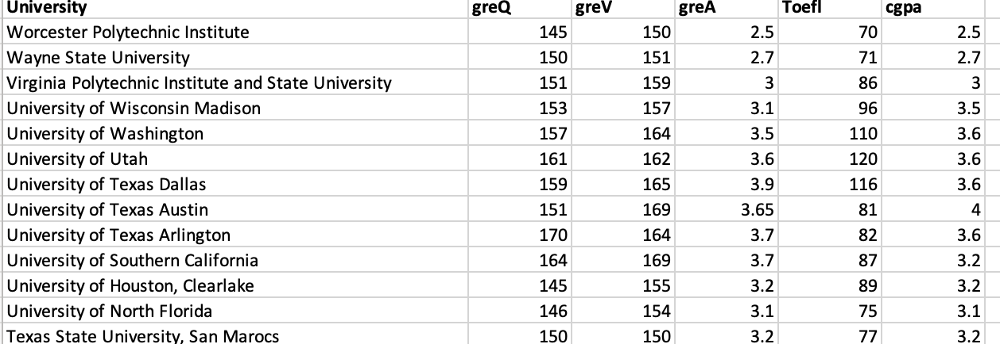 University greQ greV greA Toefl cgpa
Worcester Polytechnic Institute 145 150 2.5 70 2.5
Wayne State University 150 151 2.7 71 2.7
Virginia Polytechnic Institute and State University 151 159 3 86 3
University of Wisconsin Madison 153 157 3.1 96 3.5
University of Washington 157 164 3.5 110 3.6
University of Utah 161 162 3.6 120 3.6
University of Texas Dallas 159 165 3.9 116 3.6
University of Texas Austin 151 169 3.65 81 4
University of Texas Arlington 170 164 3.7 82 3.6
University of Southern California 164 169 3.7 87 3.2
University of Houston, Clearlake 145 155 3.2 89 3.2
University of North Florida 146 154 3.1 75 3.1
Texas State University, San Marocs 150 150 3.2 77 3.2